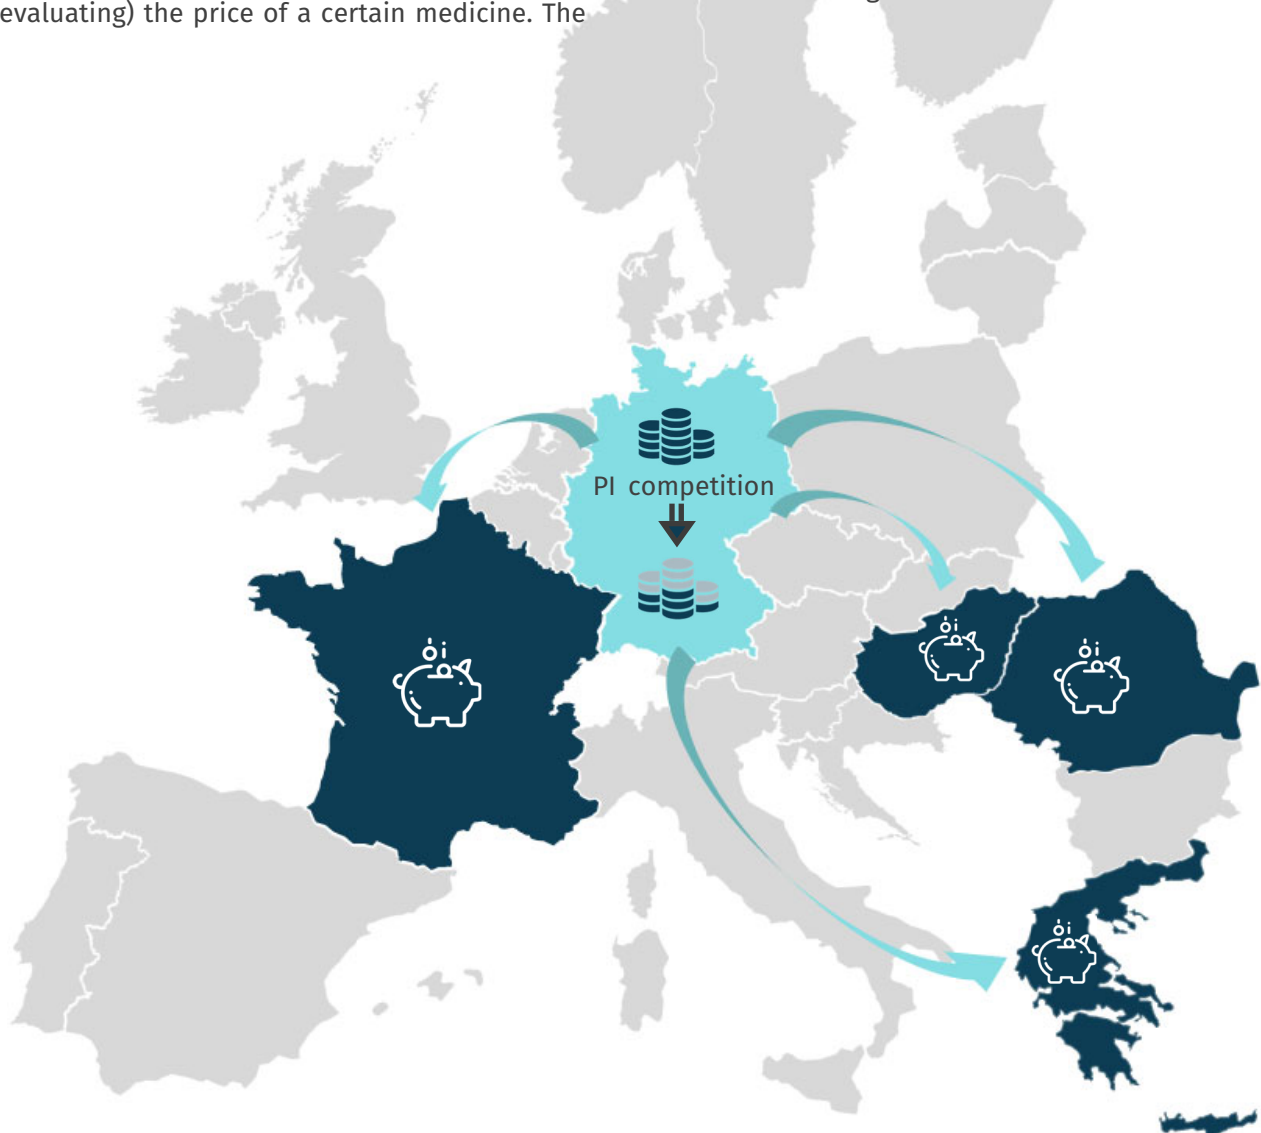 evaluating) the price of a certain medicine. The
PI competition